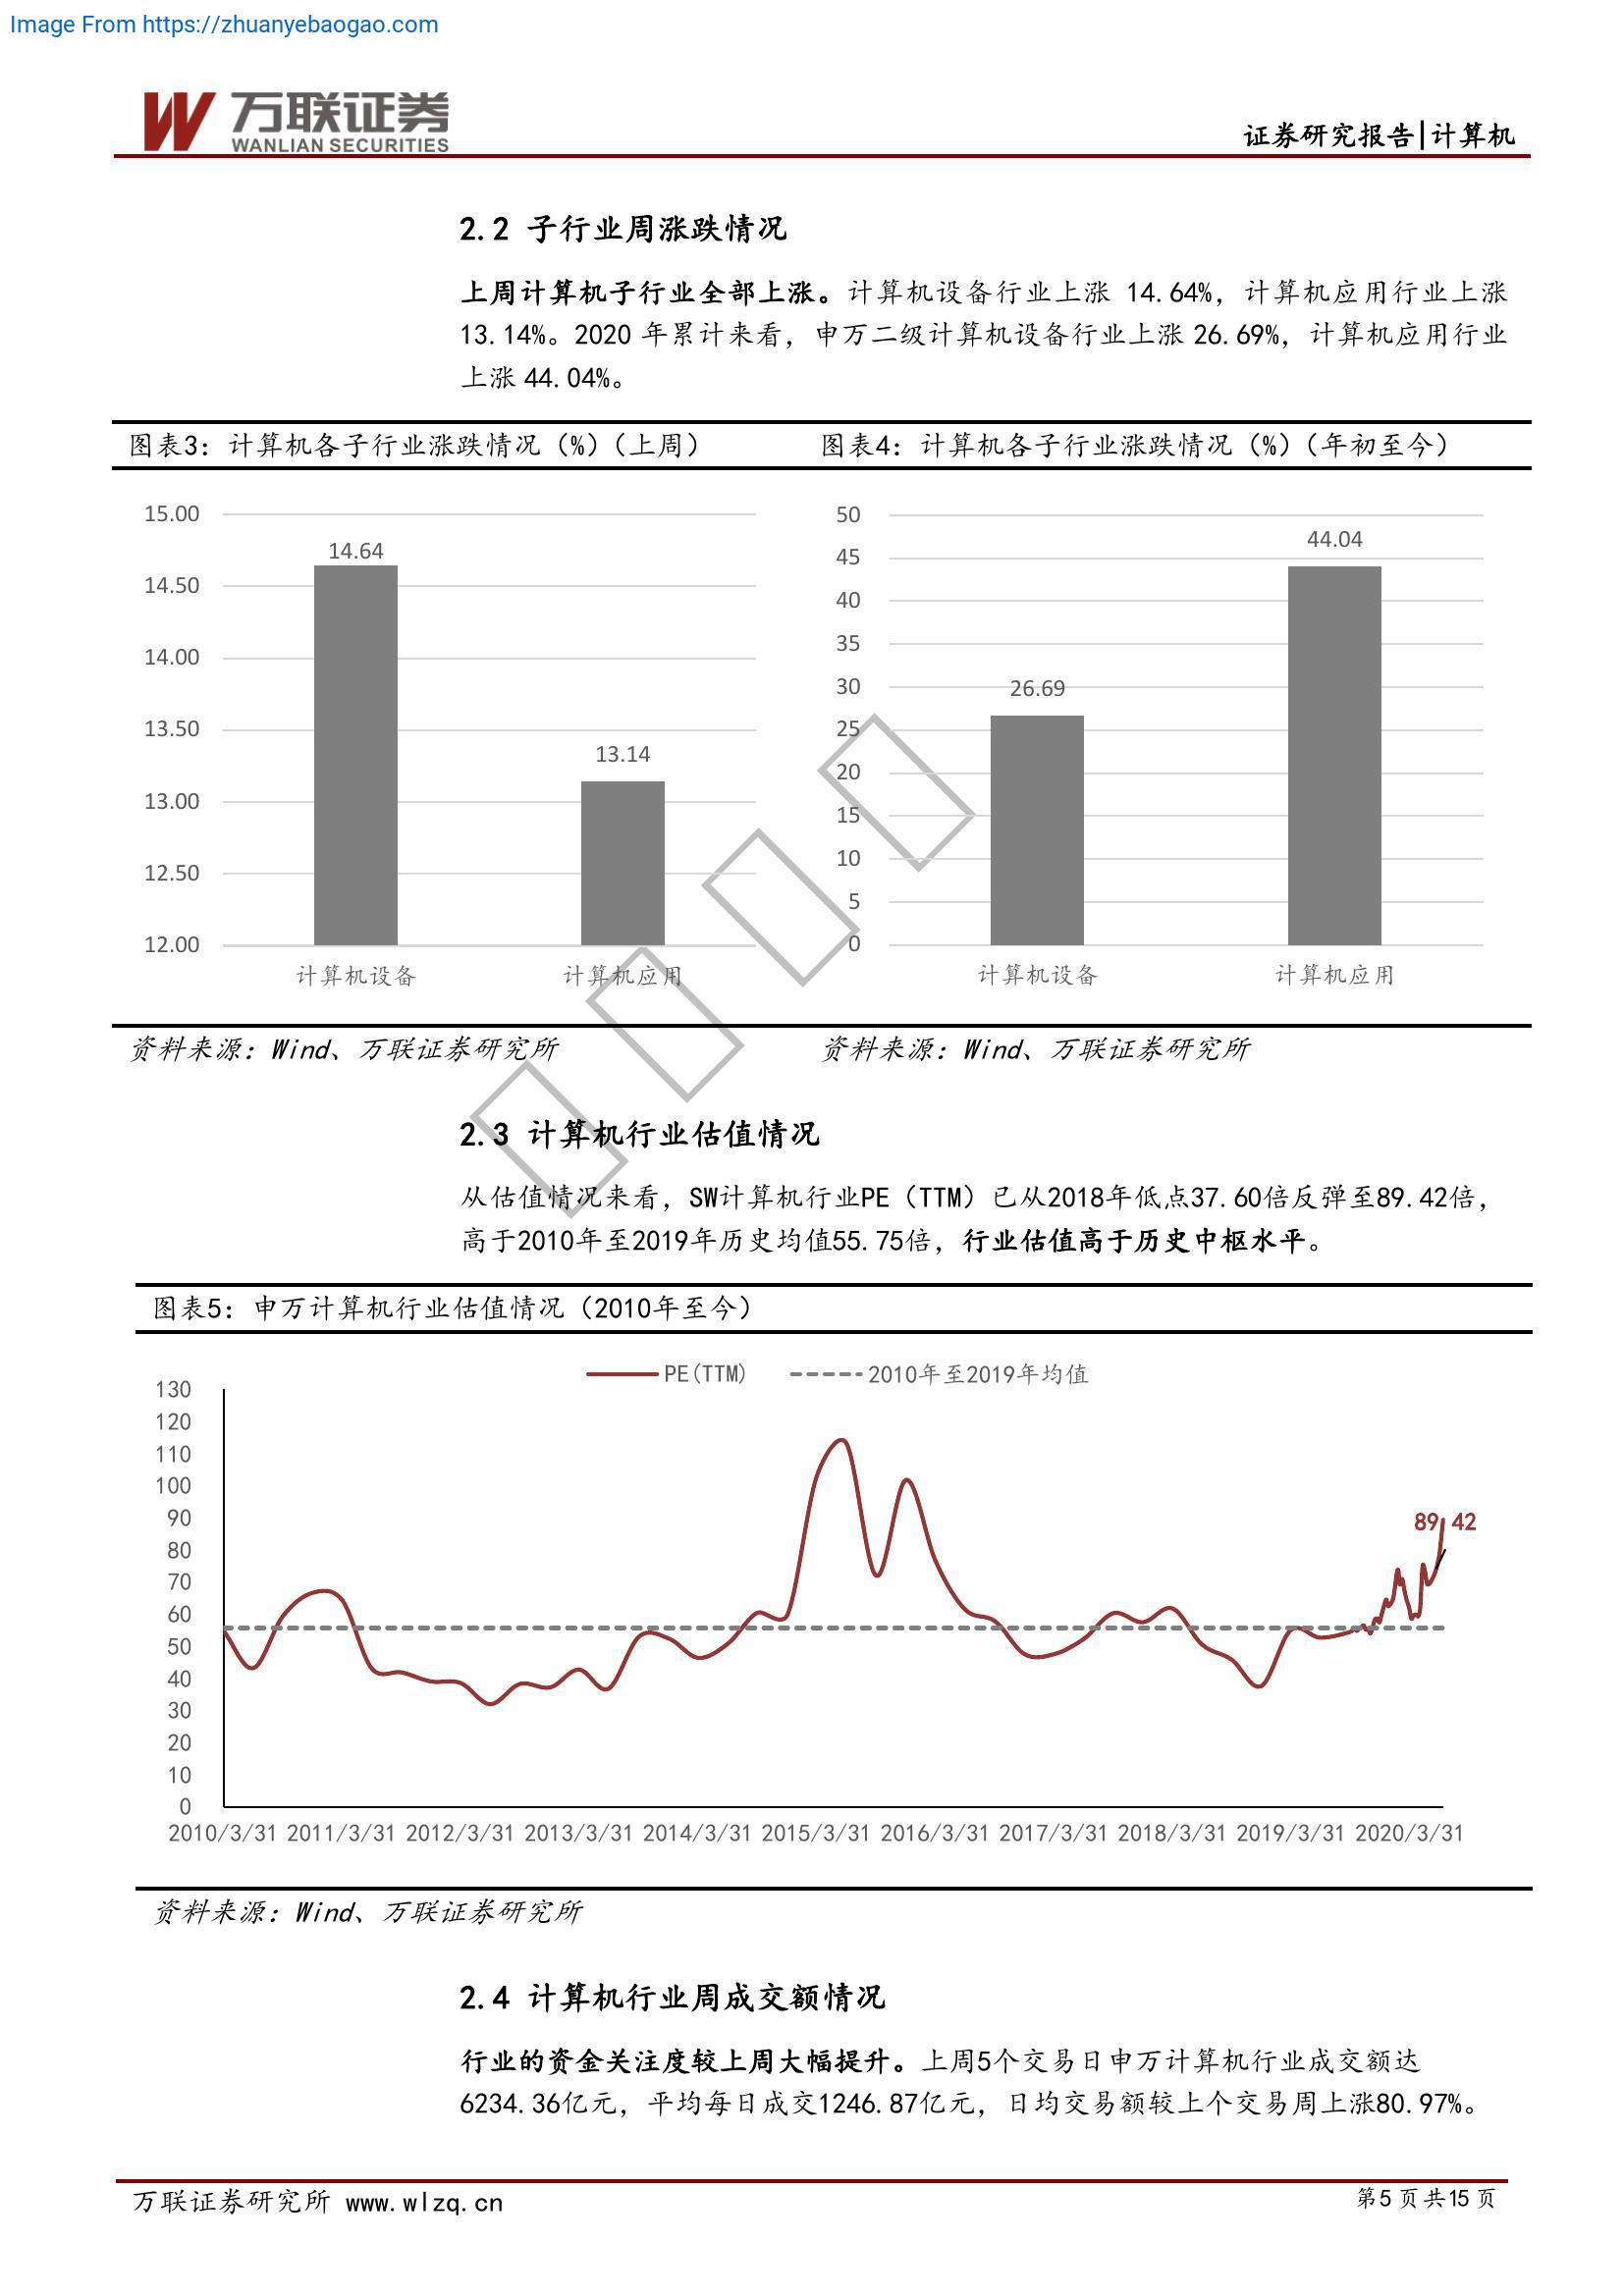 Image From https://zhuanyebaogao.com
万联证券
WANLIAN SECURITIES
证券研究报告|计算机
2.2 子行业周涨跌情况
上周计算机子行业全部上涨。计算机设备行业上涨 14.64%，计算机应用行业上涨
13.14%。2020 年累计来看，申万二级计算机设备行业上涨 26.69%，计算机应用行业
上涨 44.04%。
图表3：计算机各子行业涨跌情况（%）（上周）
15.00
14.50
14.00
13.50
13.00
12.50
12.00
14.64
13.14
计算机设备
计算机应用
资料来源：Wind、万联证券研究所
图表4：计算机各子行业涨跌情况（%）（年初至今）
50
45
40
35
30
25
20
15
10
5
0
26.69
44.04
计算机设备
计算机应用
资料来源：Wind、万联证券研究所
2.3 计算机行业估值情况
从估值情况来看，SW计算机行业PE（TTM）已从2018年低点37.60倍反弹至89.42倍，
高于2010年至2019年历史均值55.75倍，行业估值高于历史中枢水平。
图表5：申万计算机行业估值情况（2010年至今）
PE(TTM)
2010年至2019年均值
130
120
110
100
90
80
70
60
50
40
30
20
10
0
89.42
2010/3/31 2011/3/31 2012/3/31 2013/3/31 2014/3/31 2015/3/31 2016/3/31 2017/3/31 2018/3/31 2019/3/31 2020/3/31
资料来源：Wind、万联证券研究所
2.4 计算机行业周成交额情况
行业的资金关注度较上周大幅提升。上周5个交易日申万计算机行业成交额达
6234.36亿元，平均每日成交1246.87亿元，日均交易额较上个交易周上涨80.97%。
万联证券研究所 www.wlzq.cn
第5 页 共15 页